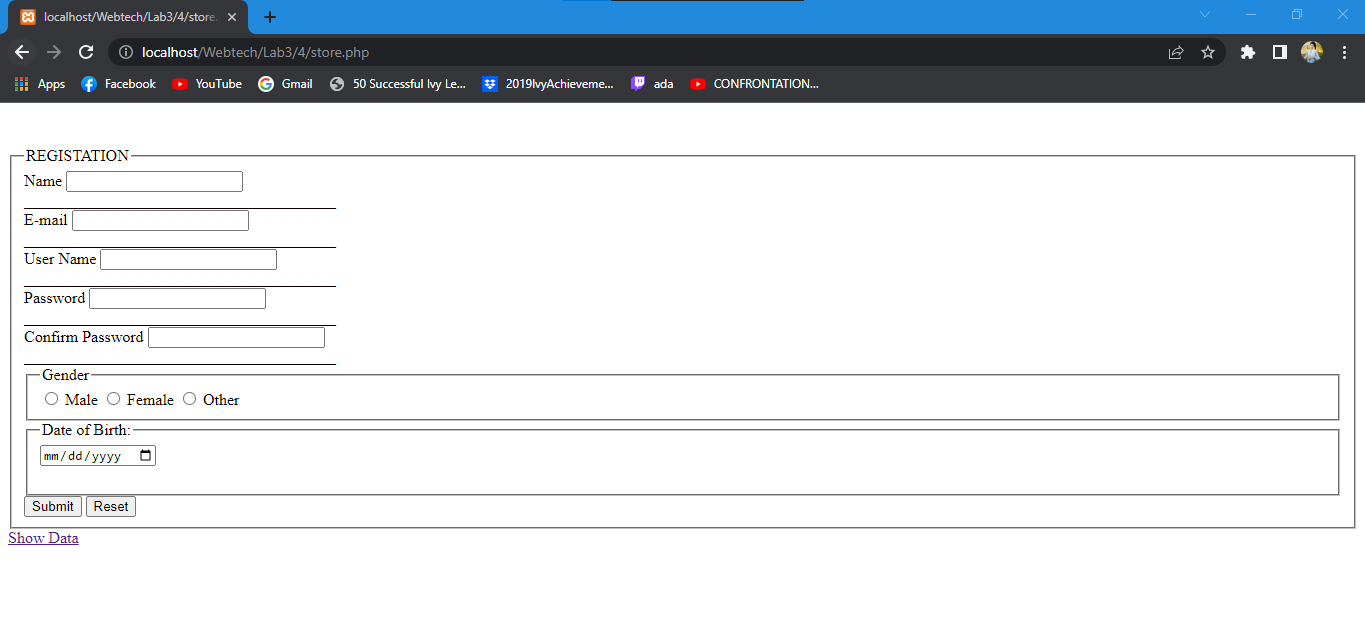 localhost/Webtech/Lab3/4/store.
localhost/Webtech/Lab3/4/store.php
Apps Facebook YouTube Gmail 50 Successful Ivy Le... 2019IvyAchieveme... ada CONFRONTATION...
REGISTATION
Name
E-mail
User Name
Password
Confirm Password
Gender
Male Female Other
Date of Birth:
mm/dd/yyyy
Submit Reset
Show Data